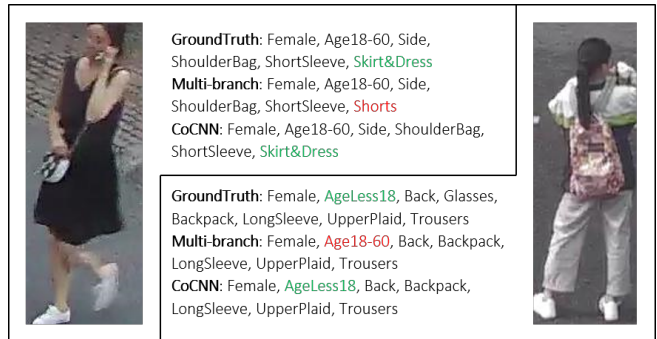 GroundTruth: Female, Age18-60, Side,
ShoulderBag, ShortSleeve, Skirt&Dress
Multi-branch: Female, Age18-60, Side,
ShoulderBag, ShortSleeve, Shorts
CoCNN: Female, Age18-60, Side, ShoulderBag,
ShortSleeve, Skirt&Dress
GroundTruth: Female, AgeLess18, Back, Glasses,
Backpack, LongSleeve, UpperPlaid, Trousers
Multi-branch: Female, Age18-60, Back, Backpack,
LongSleeve, UpperPlaid, Trousers
CoCNN: Female, AgeLess18, Back, Backpack,
LongSleeve, UpperPlaid, Trousers